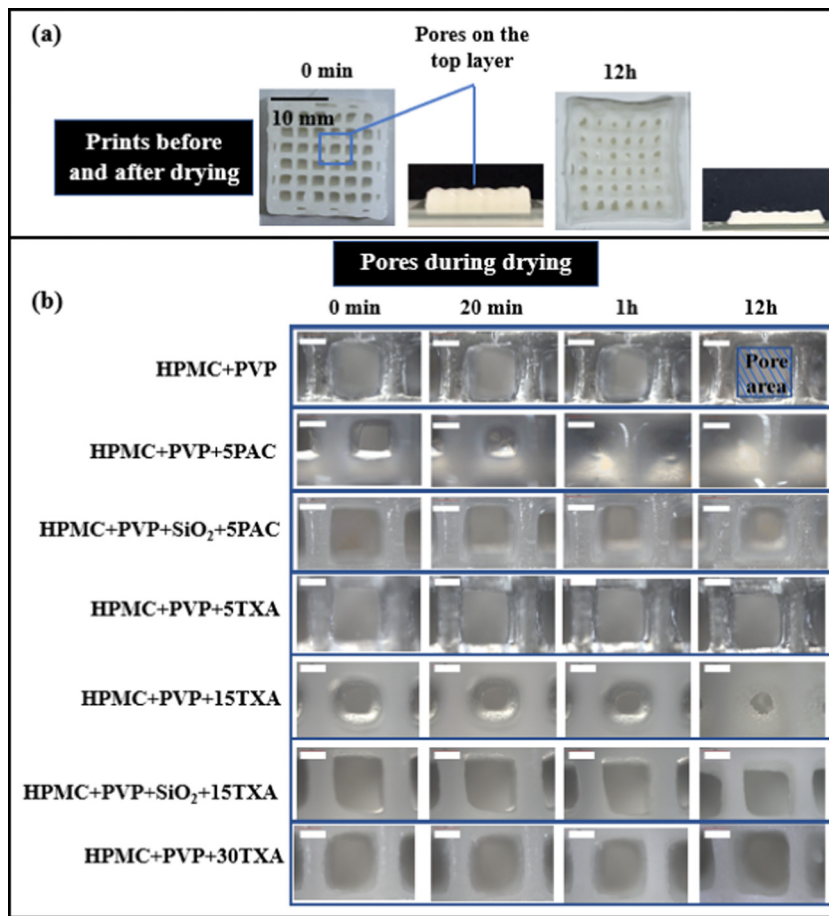 (a)
Pores on the
top layer
0 min
12h
10 mm
Prints before
and after drying
Pores during drying
(b)
0 min
20 min
1h
12h
HPMC+PVP
Pore
area
HPMC+PVP+5PAC
HPMC+PVP+SiO₂+5PAC
HPMC+PVP+5TXA
HPMC+PVP+15TXA
HPMC+PVP+SiO₂+15TXA
HPMC+PVP+30TXA